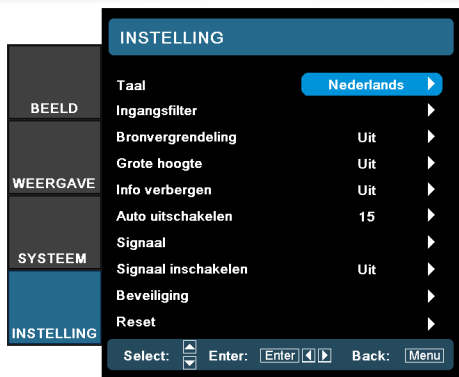 INSTELLING
BEELD
WEERGAVE
SYSTEEM
INSTELLING
Taal Nederlands
Ingangsfilter
Bronvergrendeling Uit
Grote hoogte Uit
Info verbergen Uit
Auto uitschakelen 15
Signaal
Signaal inschakelen Uit
Beveiliging
Reset
Select: Enter: Enter Back: Menu